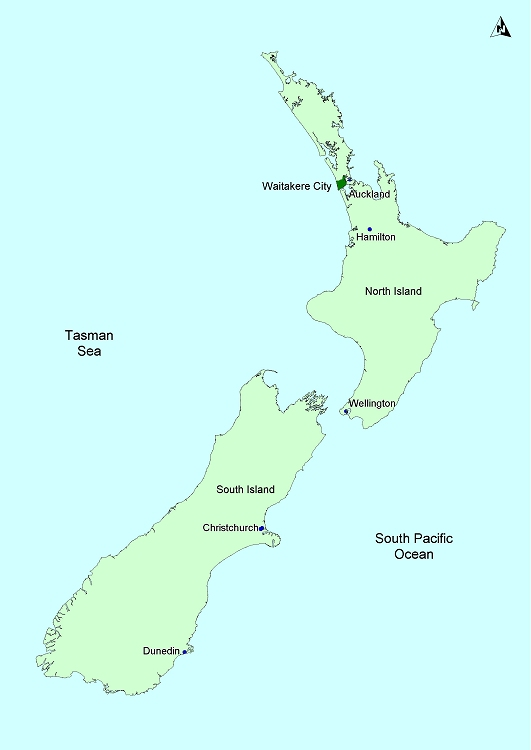 N
Waitakere City
Auckland
Hamilton
North Island
Tasman
Sea
Wellington
South Island
Christchurch
South Pacific
Ocean
Dunedin